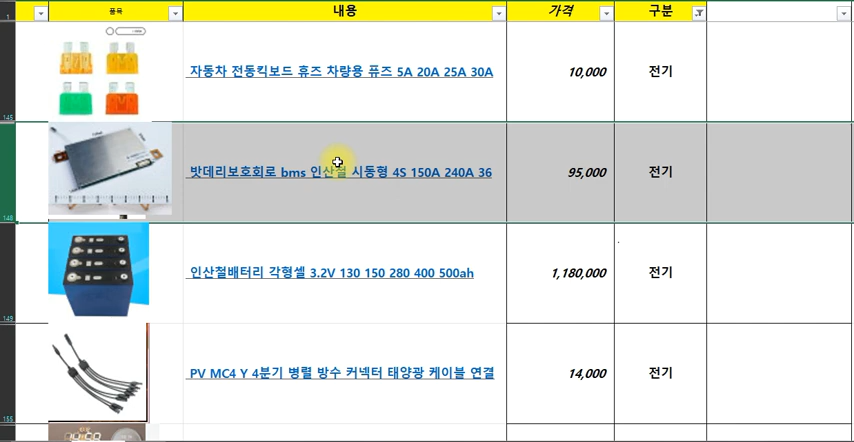 1 품목 내용 가격 구분
145 자동차 전동킥보드 휴즈 차량용 퓨즈 5A 20A 25A 30A 10,000 전기
148 밧데리보호회로 bms 인산철 시동형 4S 150A 240A 36 95,000 전기
149 인산철배터리 각형셀 3.2V 130 150 280 400 500ah 1,180,000 전기
155 PV MC4 Y 4분기 병렬 방수 커넥터 태양광 케이블 연결 14,000 전기